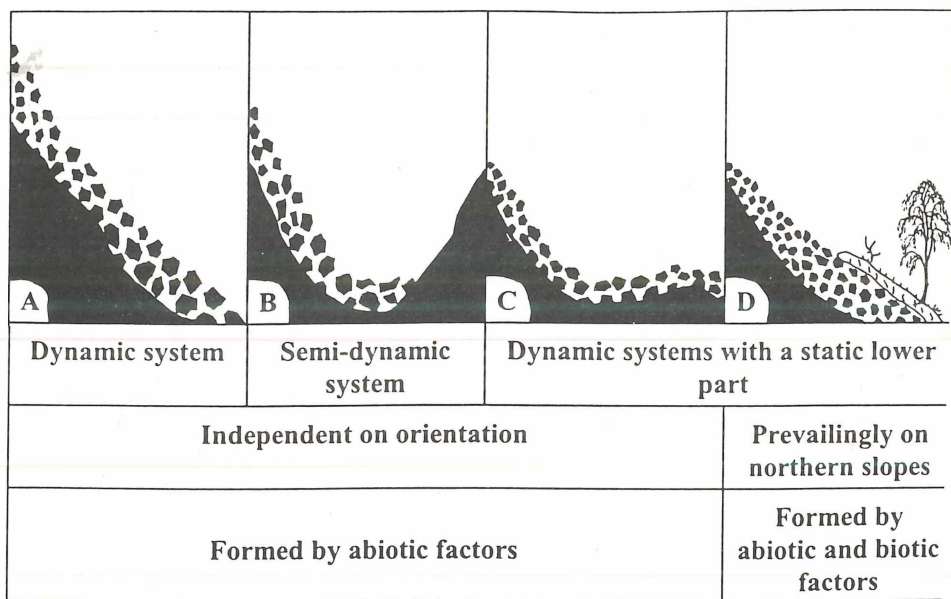 A
B
C
D
Dynamic system
Semi-dynamic
system
Dynamic systems with a static lower
part
Independent on orientation
Prevailingly on
northern slopes
Formed by abiotic factors
Formed by
abiotic and biotic
factors